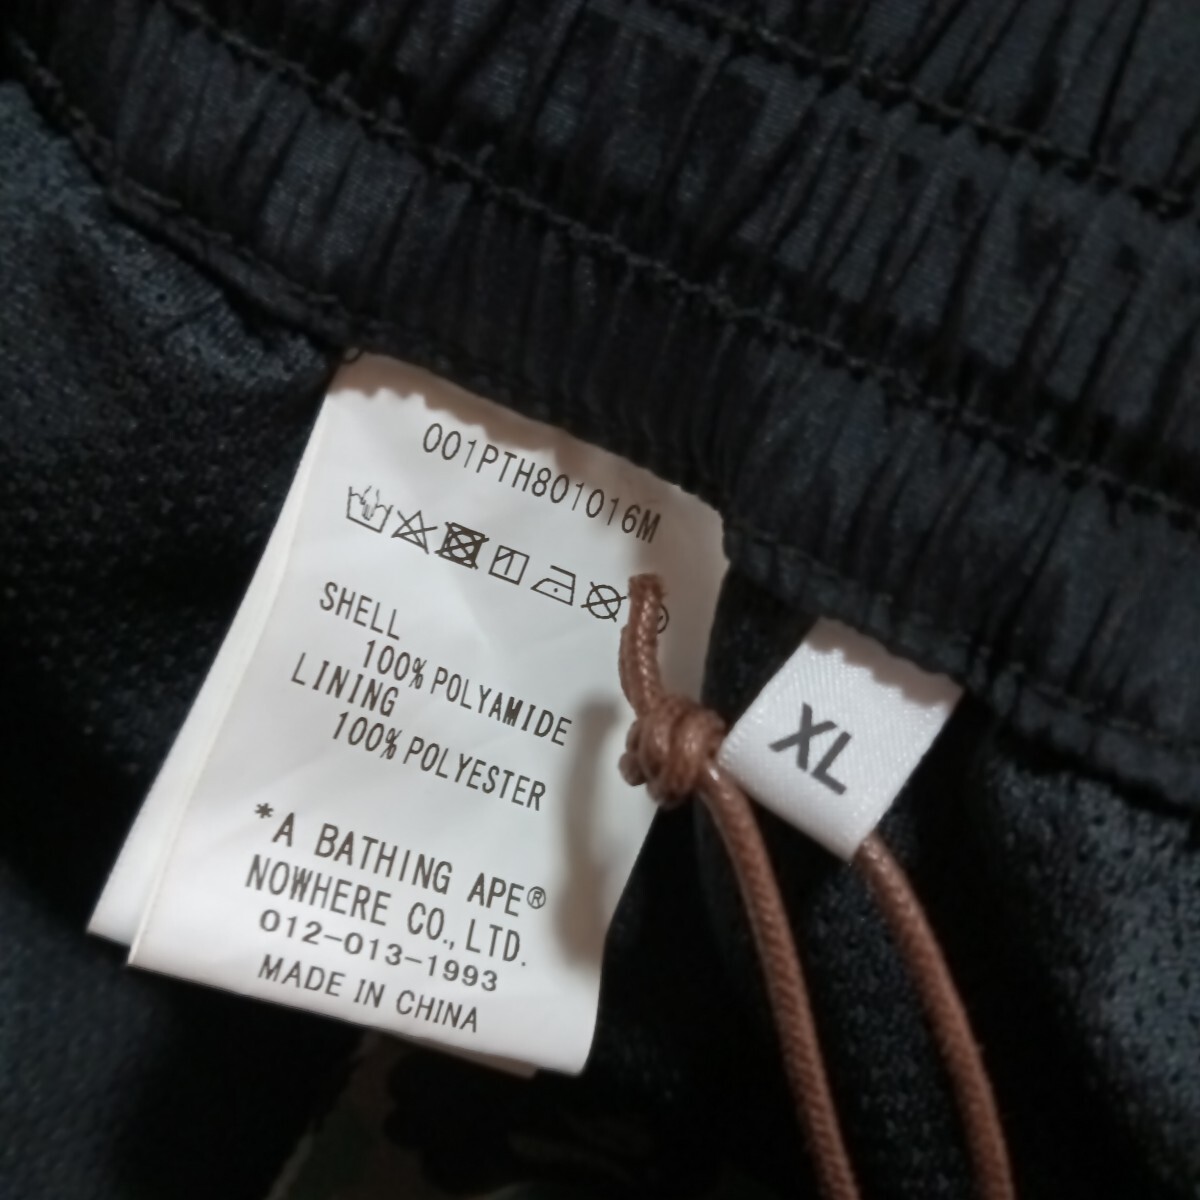 001PTH801016M
SHELL
100% POLYAMIDE
LINING
100% POLYESTER
*A BATHING APE®
NOWHERE CO., LTD.
012-013-1993
MADE IN CHINA
XL